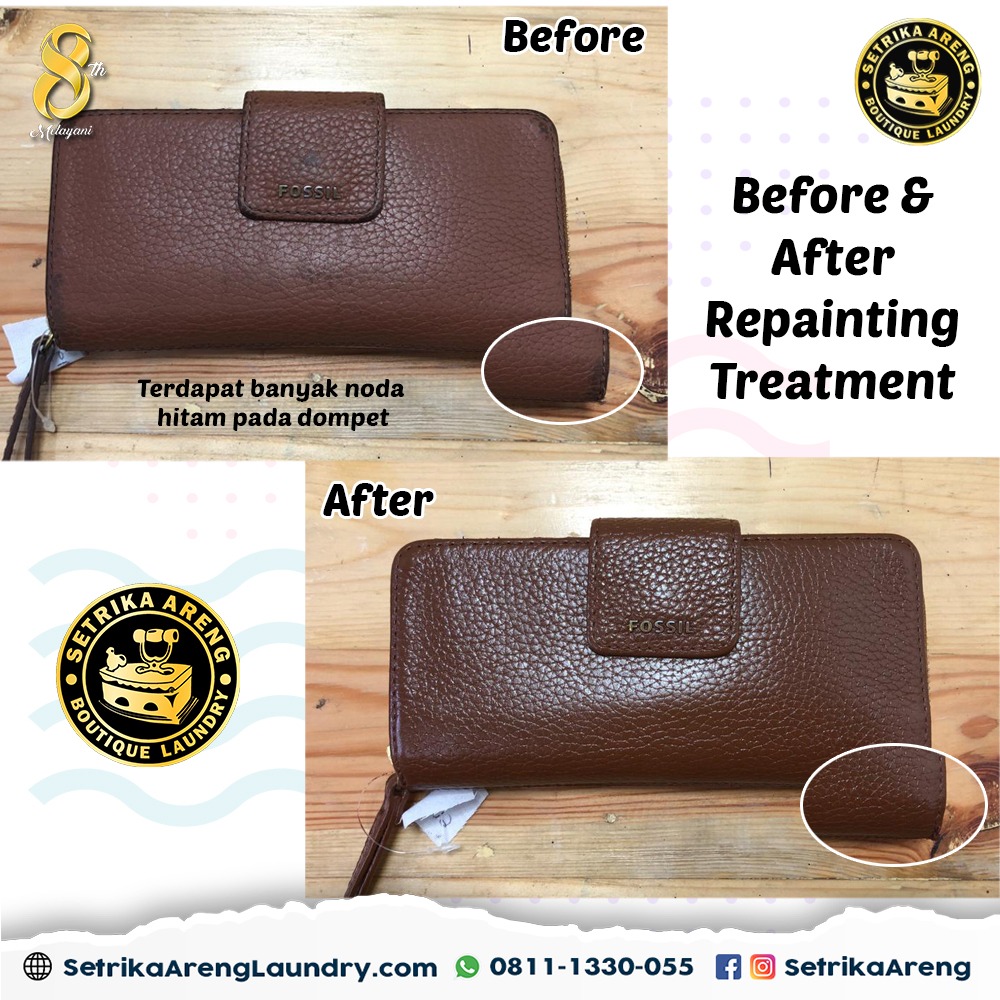 8th
Melayani
Before
SETRIKA ARENG
BOUTIQUE LAUNDRY
FOSSIL
Before &
After
Repainting
Treatment
Terdapat banyak noda
hitam pada dompet
After
SETRIKA ARENG
BOUTIQUE LAUNDRY
FOSSIL
SetrikaArengLaundry.com 0811-1330-055 SetrikaAreng